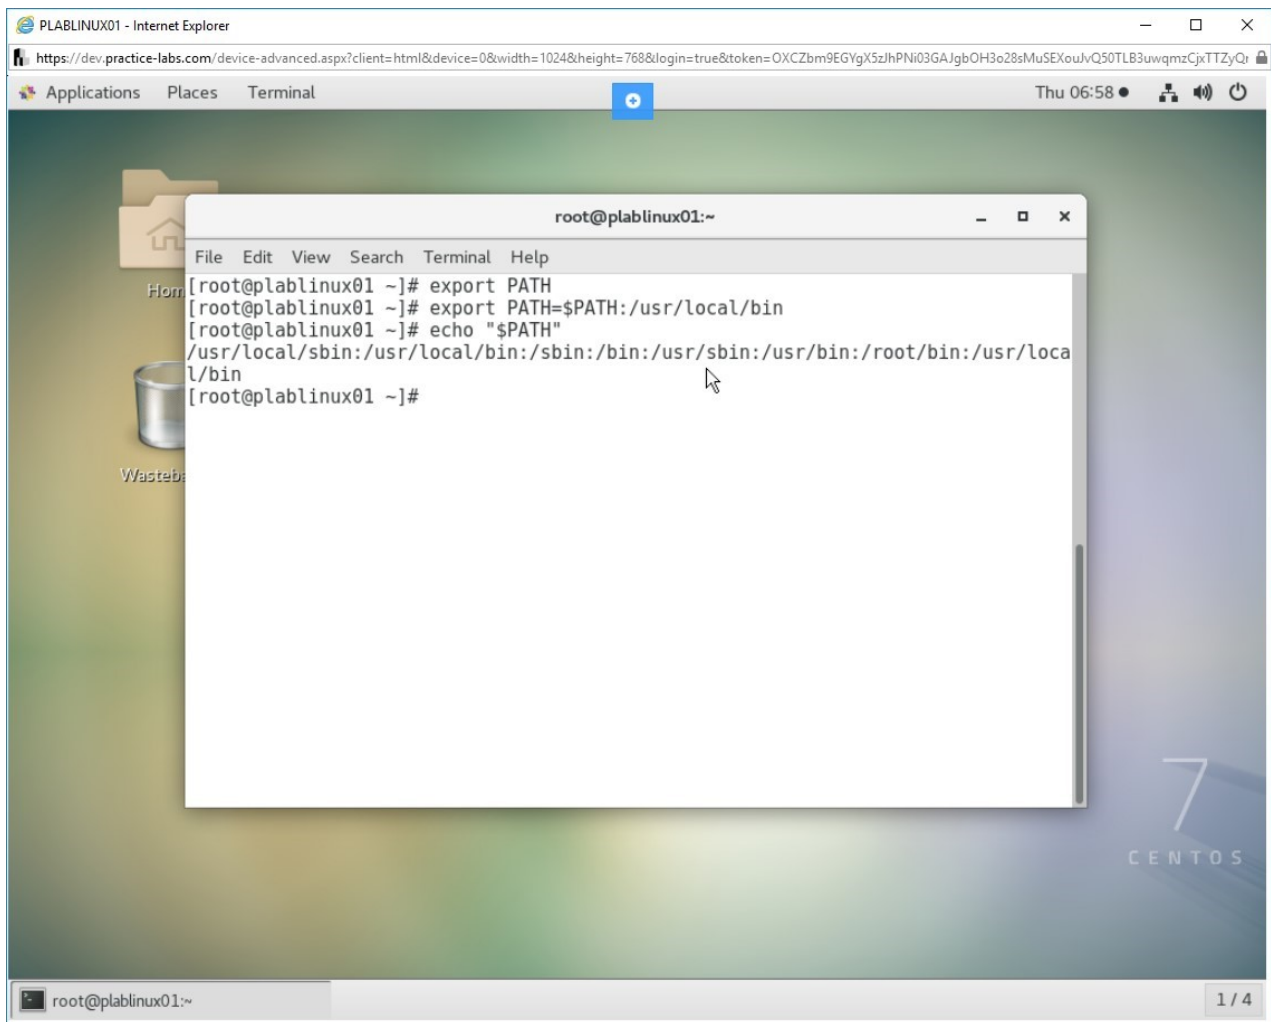 PLABLINUX01 - Internet Explorer
https://dev.practice-labs.com/device-advanced.aspx?client=html&device=0&width=1024&height=768&login=true&token=
Applications Places Terminal Thu 06:58
root@plablinux01:~
File Edit View Search Terminal Help
[root@plablinux01 ~]# export PATH
[root@plablinux01 ~]# export PATH=$PATH:/usr/local/bin
[root@plablinux01 ~]# echo "$PATH"
/usr/local/sbin:/usr/local/bin:/sbin:/bin:/usr/sbin:/usr/bin:/root/bin:/usr/loca
l/bin
[root@plablinux01 ~]#
Hom
Wasteb
7
CENTOS
root@plablinux01:~ 1 / 4